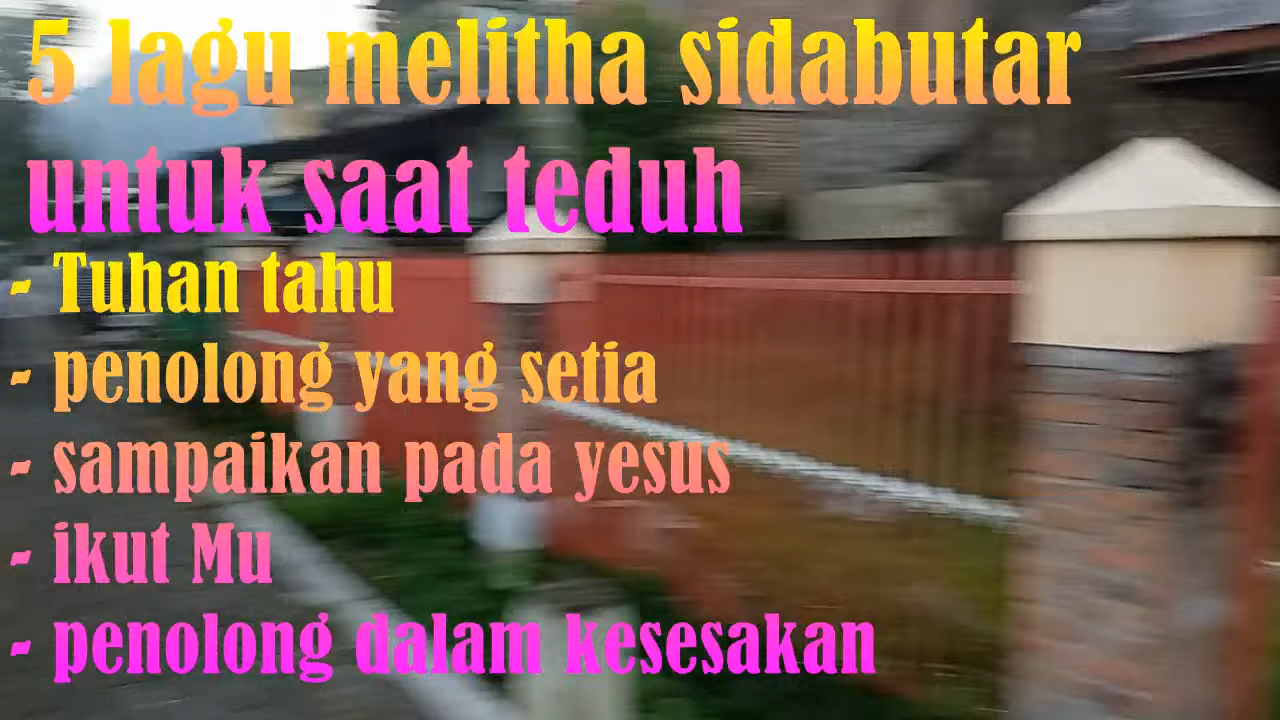 5 lagu melitha sidabutar
untuk saat teduh
- Tuhan tahu
- penolong yang setia
- sampaikan pada yesus
- ikut Mu
- penolong dalam kesesakan